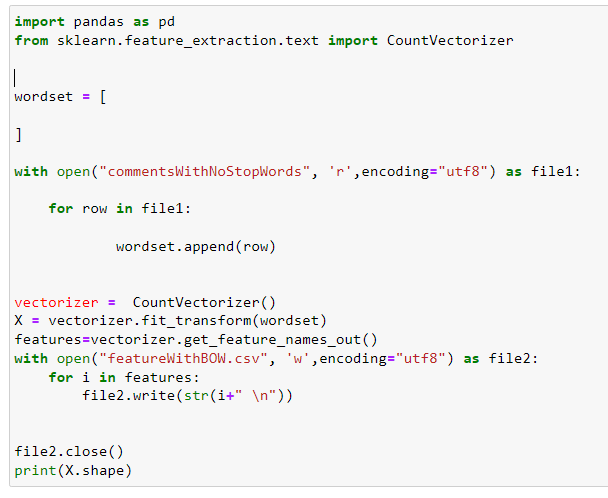 import pandas as pd
from sklearn.feature_extraction.text import CountVectorizer
wordset = [
]
with open("commentsWithNoStopWords", 'r',encoding="utf8") as file1:
    for row in file1:
            wordset.append(row)
vectorizer =  CountVectorizer()
X = vectorizer.fit_transform(wordset)
features=vectorizer.get_feature_names_out()
with open("featureWithBOW.csv", 'w',encoding="utf8") as file2:
    for i in features:
        file2.write(str(i+" \n"))
file2.close()
print(X.shape)